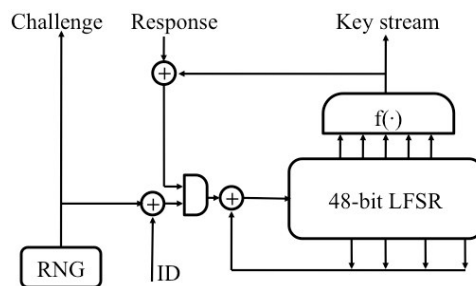 Challenge Response Key stream
+
f(·)
+ + 48-bit LFSR
RNG ID